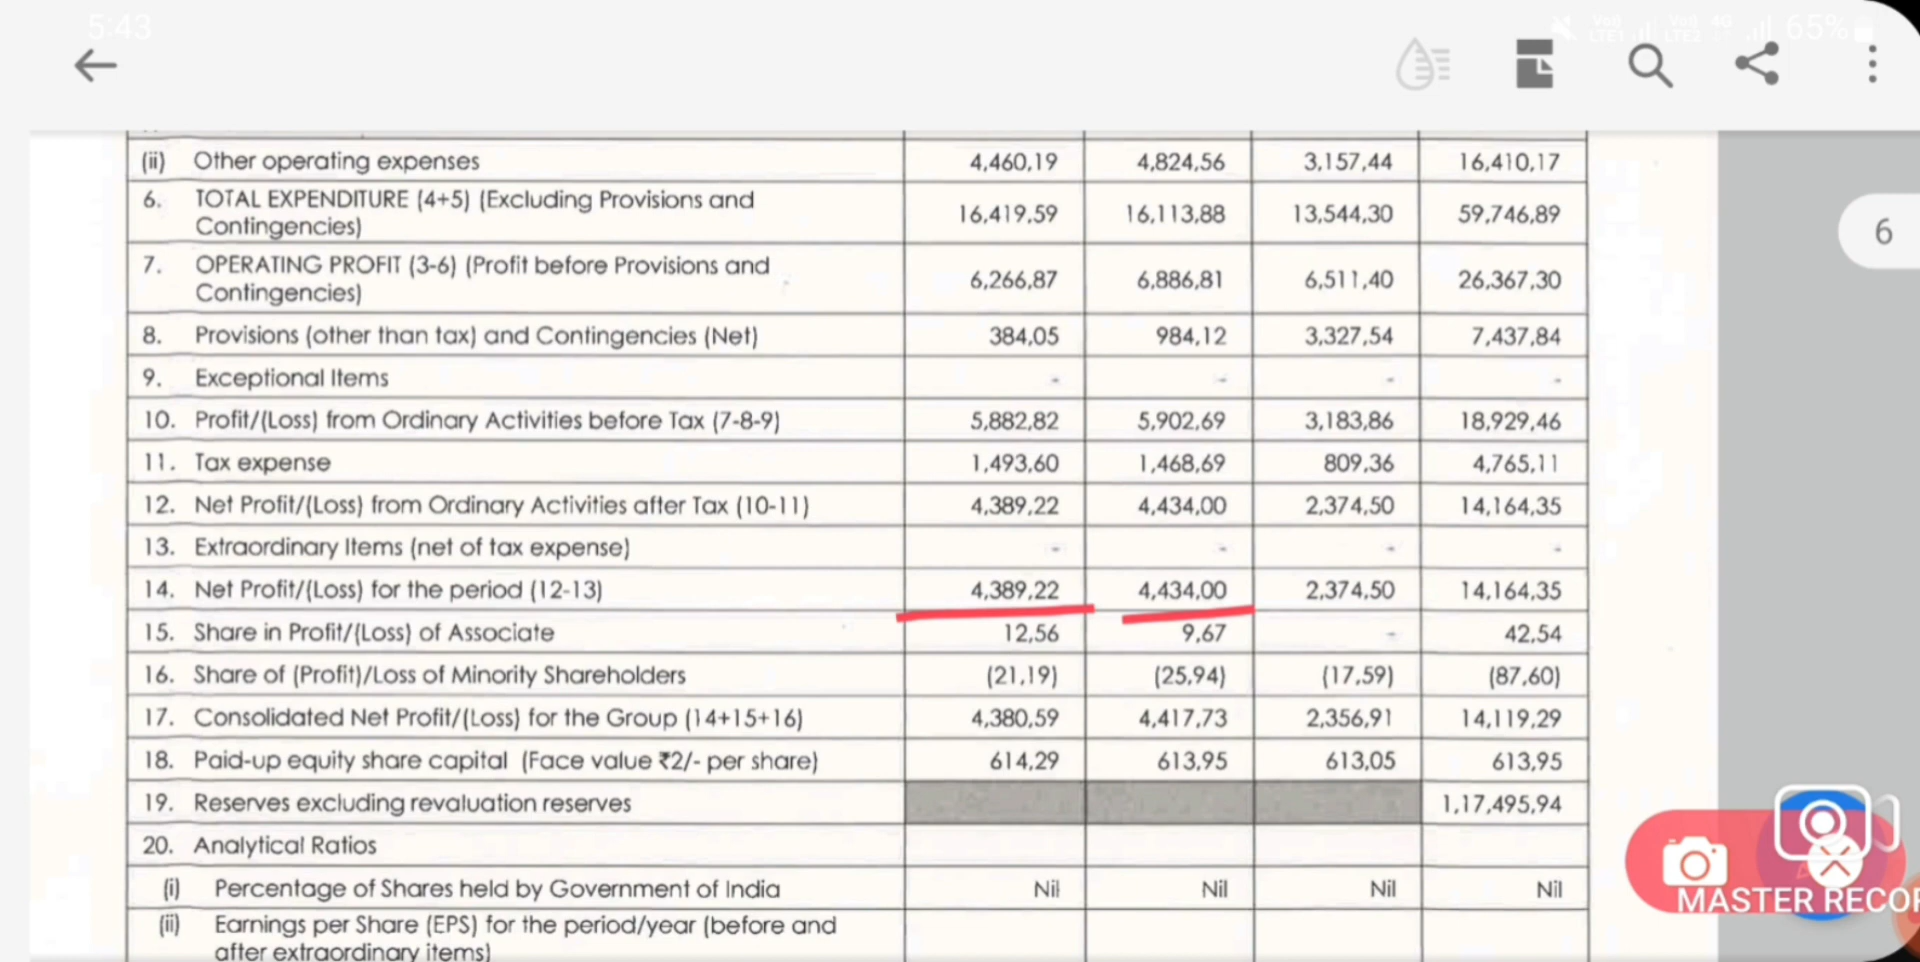 5:43
65%
6
(ii) Other operating expenses 4,460.19 4,824.56 3,157.44 16,410.17
6. TOTAL EXPENDITURE (4+5) (Excluding Provisions and
Contingencies) 16,419.59 16,113.88 13,544.30 59,746.89
7. OPERATING PROFIT (3-6) (Profit before Provisions and
Contingencies) 6,266.87 6,886.81 6,511.40 26,367.30
8. Provisions (other than tax) and Contingencies (Net) 384.05 984.12 3,327.54 7,437.84
9. Exceptional Items - - - -
10. Profit/(Loss) from Ordinary Activities before Tax (7-8-9) 5,882.82 5,902.69 3,183.86 18,929.46
11. Tax expense 1,493.60 1,468.69 809.36 4,765.11
12. Net Profit/(Loss) from Ordinary Activities after Tax (10-11) 4,389.22 4,434.00 2,374.50 14,164.35
13. Extraordinary Items (net of tax expense) - - - -
14. Net Profit/(Loss) for the period (12-13) 4,389.22 4,434.00 2,374.50 14,164.35
15. Share in Profit/(Loss) of Associate 12.56 9.67 - 42.54
16. Share of (Profit)/Loss of Minority Shareholders (21.19) (25.94) (17.59) (87.60)
17. Consolidated Net Profit/(Loss) for the Group (14+15+16) 4,380.59 4,417.73 2,356.91 14,119.29
18. Paid-up equity share capital (Face value ₹2/- per share) 614.29 613.95 613.05 613.95
19. Reserves excluding revaluation reserves 1,17,495.94
20. Analytical Ratios
(i) Percentage of Shares held by Government of India Nil Nil Nil Nil
(ii) Earnings per Share (EPS) for the period/year (before and
after extraordinary items)
MASTER RECOR